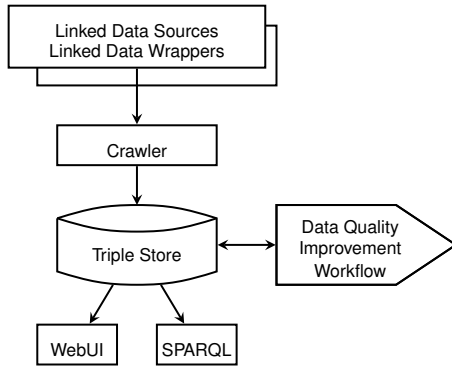 Linked Data Sources
Linked Data Wrappers
Crawler
Triple Store
Data Quality
Improvement
Workflow
WebUI
SPARQL